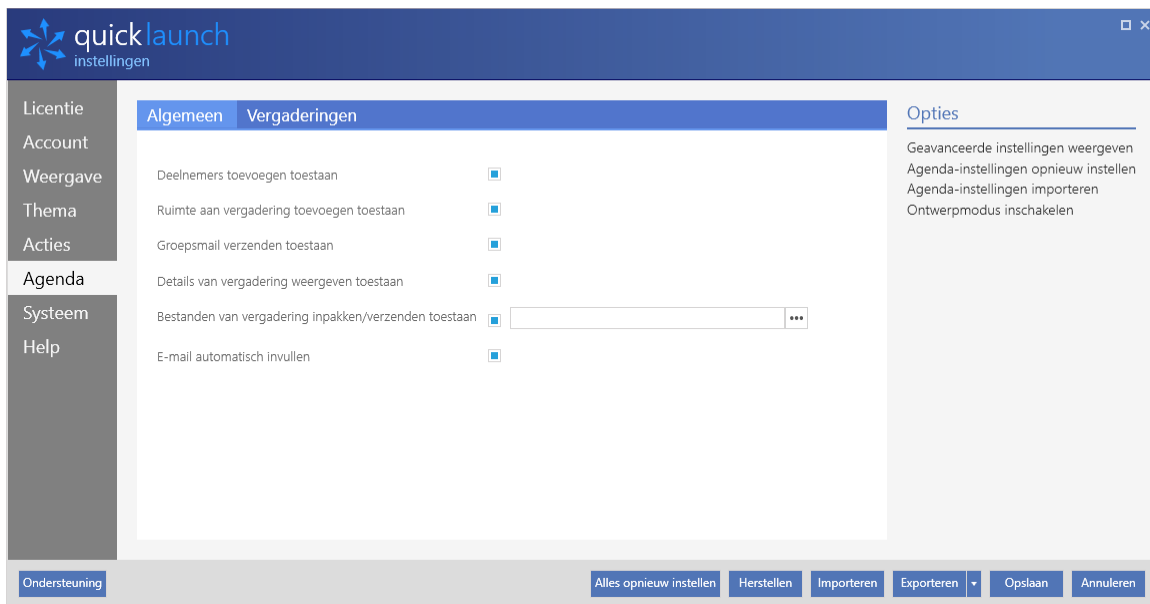 quicklaunch
instellingen
Licentie
Account
Weergave
Thema
Acties
Agenda
Systeem
Help
Algemeen Vergaderingen
Deelnemers toevoegen toestaan
Ruimte aan vergadering toevoegen toestaan
Groepsmail verzenden toestaan
Details van vergadering weergeven toestaan
Bestanden van vergadering inpakken/verzenden toestaan
E-mail automatisch invullen
Opties
Geavanceerde instellingen weergeven
Agenda-instellingen opnieuw instellen
Agenda-instellingen importeren
Ontwerpmodus inschakelen
Ondersteuning Alles opnieuw instellen Herstellen Importeren Exporteren Opslaan Annuleren